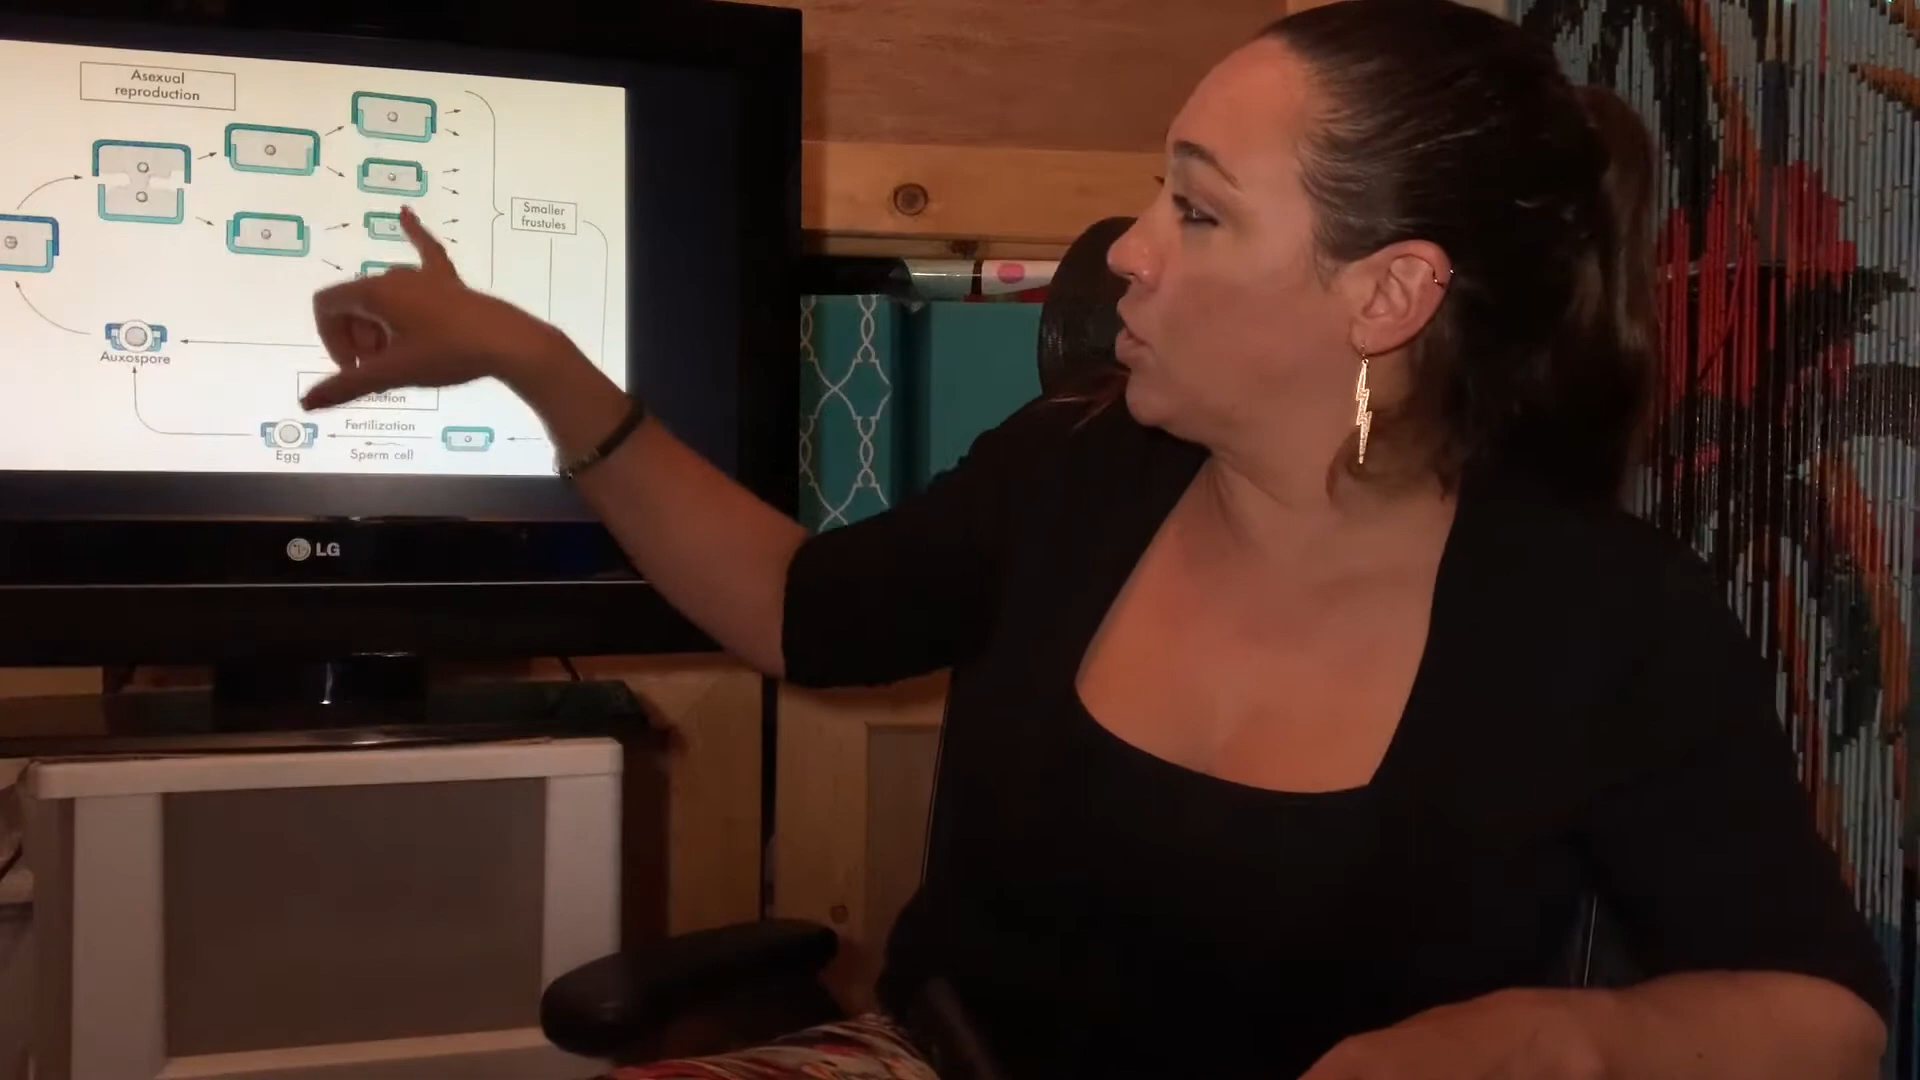 Asexual
reproduction
Smaller
frustules
Auxospore
Fertilization
Egg
Sperm cell
LG